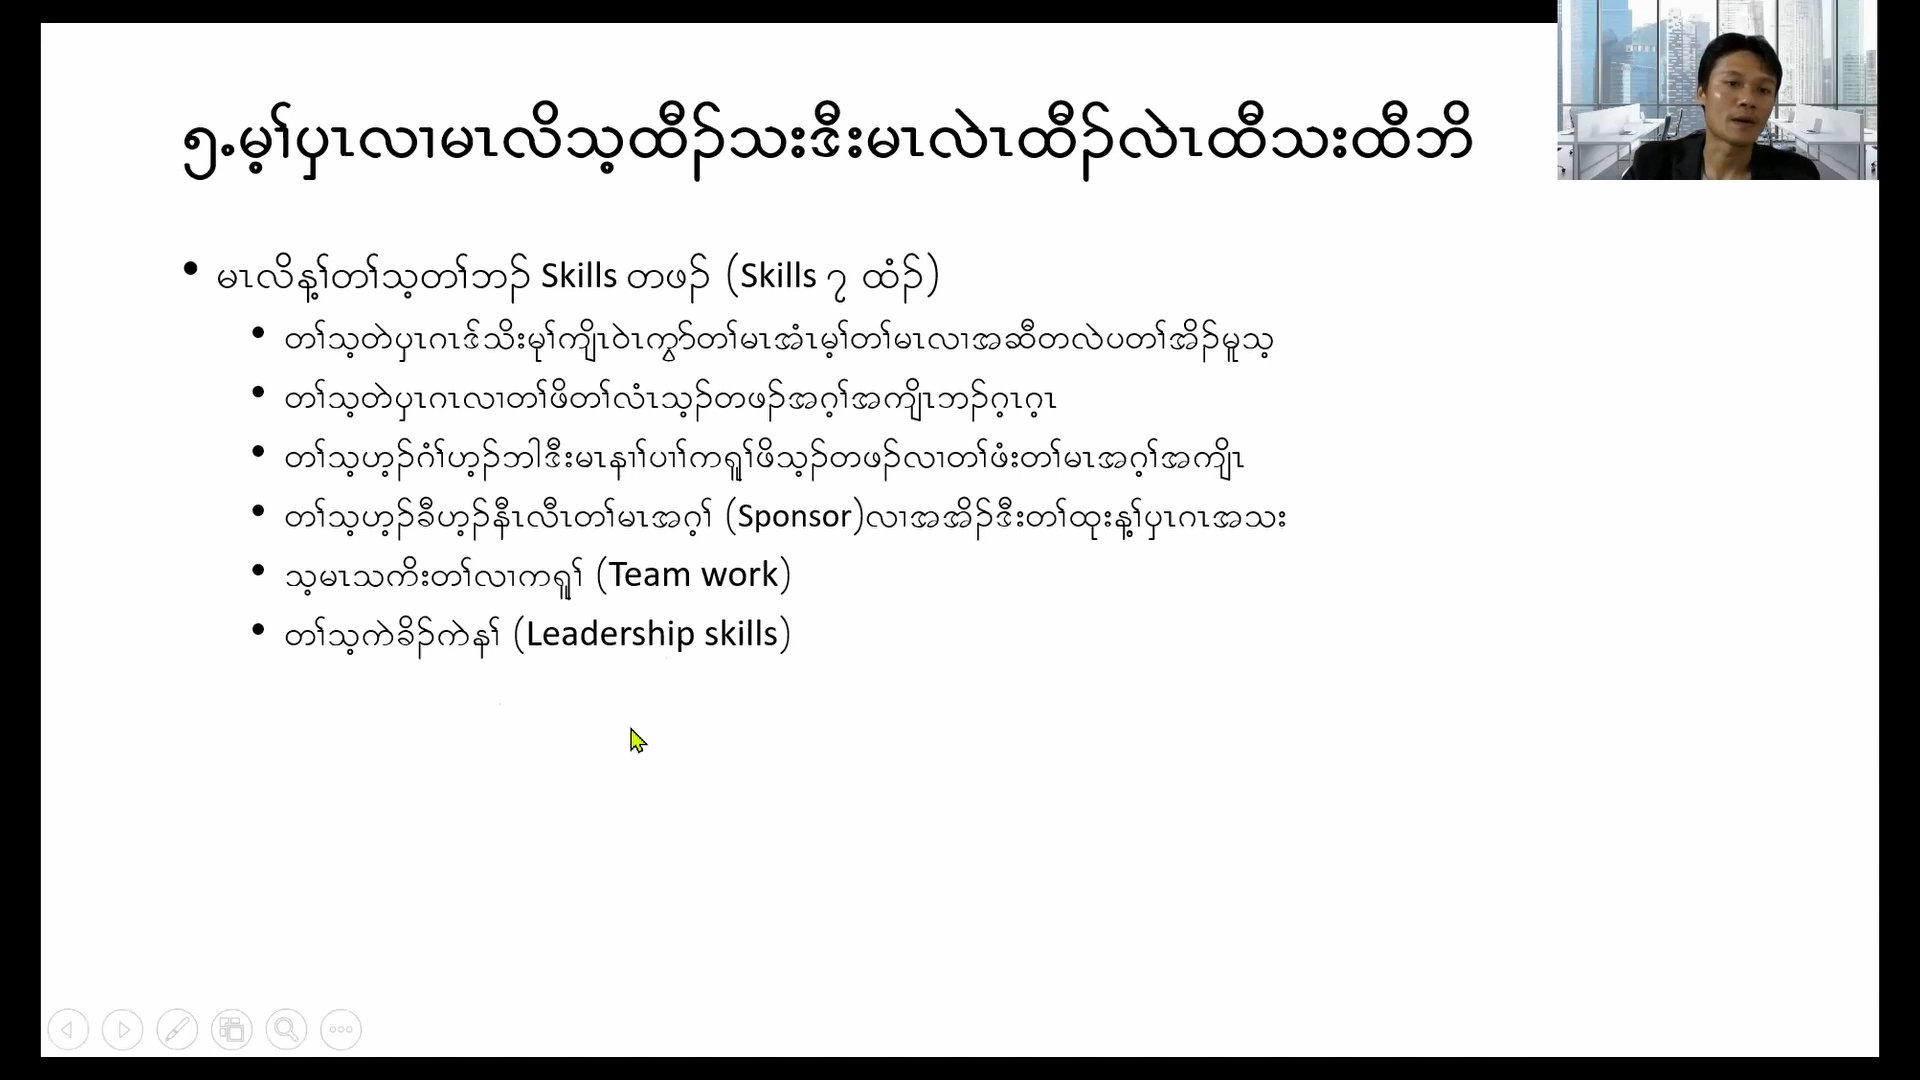 ၅.မ့ၢ်ပှၤလၢမၤလိသ့ထီၣ်သးဒီးမၤလဲၤထီၣ်လဲၤထီသးထီဘိ
• မၤလိန့ၢ်တၢ်သ့တၢ်ဘၣ် Skills တဖၣ် (Skills ၇ ထံၣ်)
• တၢ်သ့တဲပှၤဂၤဒ်သိးမုၢ်ကျိၤဝဲၤကွာ်တၢ်မၤအံၤမ့ၢ်တၢ်မၤလၢအဆီတလဲပတၢ်အိၣ်မူသ့
• တၢ်သ့တဲပှၤဂၤလၢတၢ်ဖိတၢ်လံၤသ့ၣ်တဖၣ်အဂ့ၢ်အကျိၤဘၣ်ဂ့ၤဂ့ၤ
• တၢ်သ့ဟ့ၣ်ဂံၢ်ဟ့ၣ်ဘါဒီးမၤနၢၢ်ပၢၢ်ကရူၢ်ဖိသ့ၣ်တဖၣ်လၢတၢ်ဖံးတၢ်မၤအဂ့ၢ်အကျိၤ
• တၢ်သ့ဟ့ၣ်ခီဟ့ၣ်နီၤလီၤတၢ်မၤအဂ့ၢ် (Sponsor)လၢအအိၣ်ဒီးတၢ်ထုးန့ၢ်ပှၤဂၤအသး
• သ့မၤသကိးတၢ်လၢကရူၢ် (Team work)
• တၢ်သ့ကဲခိၣ်ကဲနၢ် (Leadership skills)